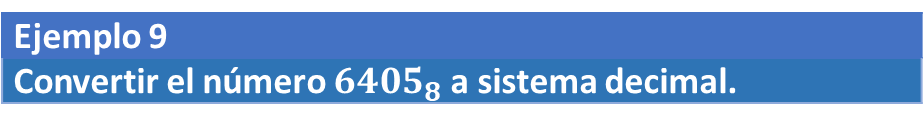 Ejemplo 9
Convertir el número 6405₈ a sistema decimal.